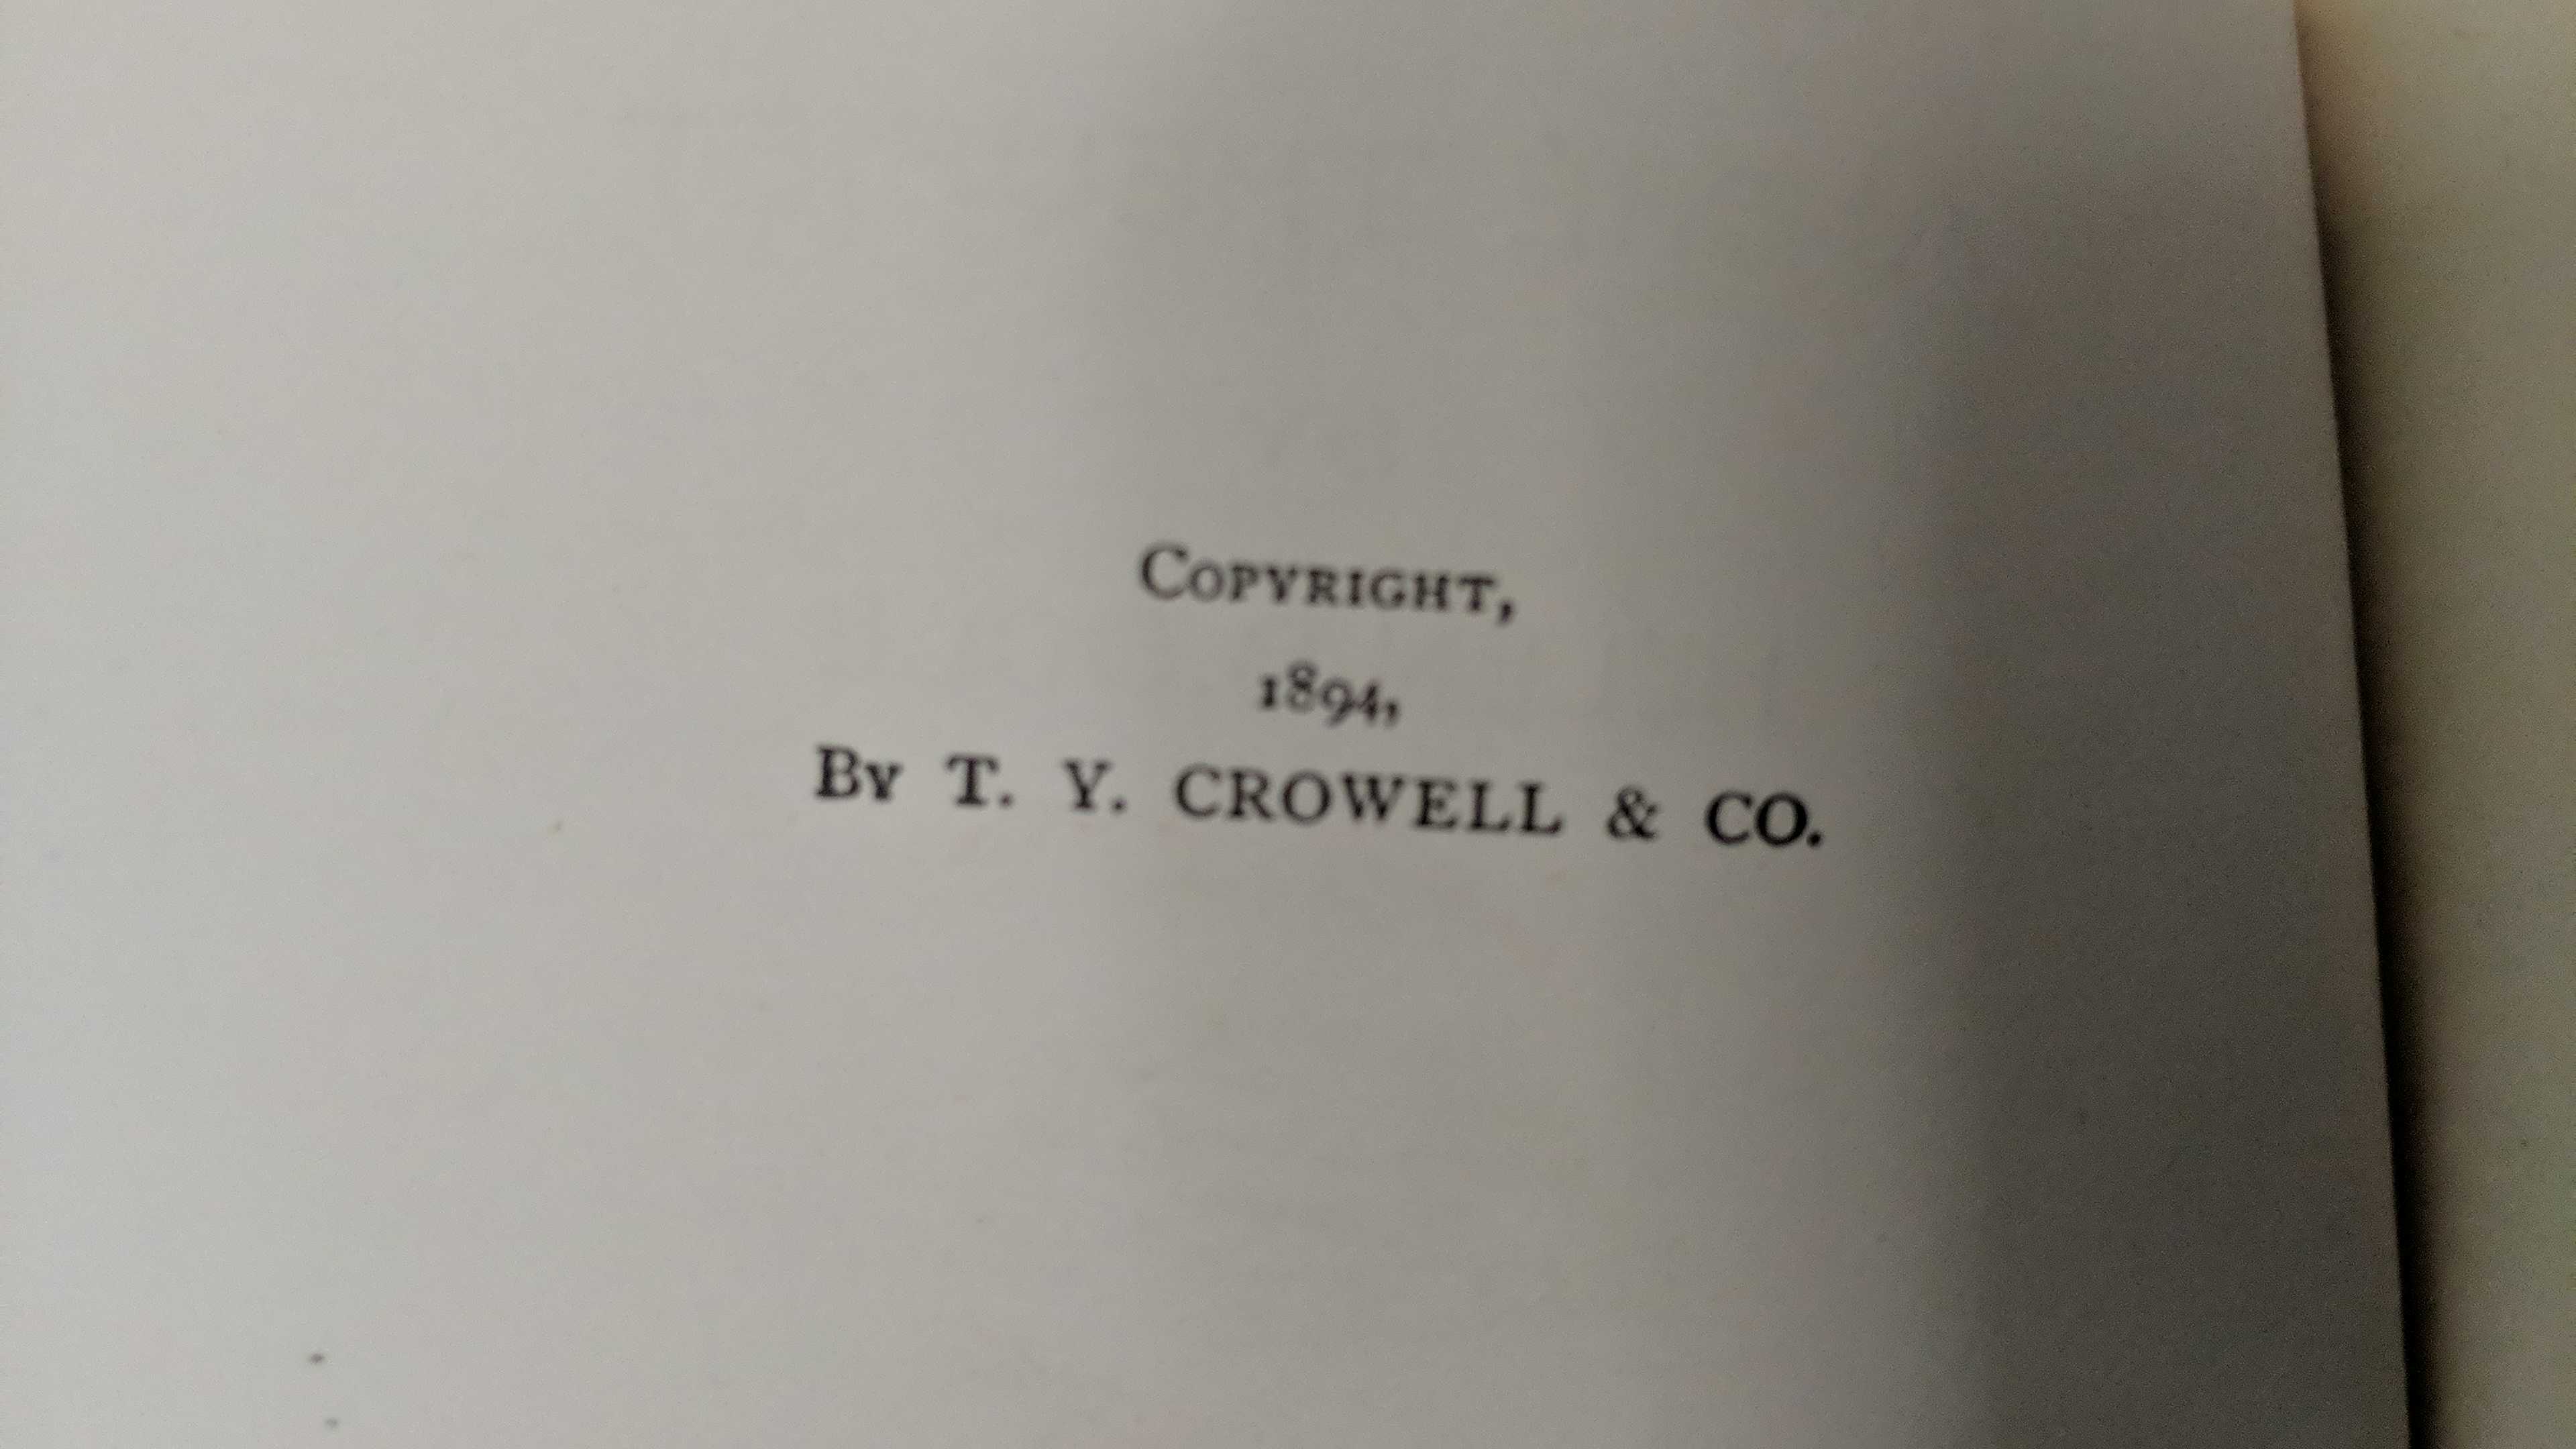 Copyright,
1894,
By T. Y. CROWELL & CO.